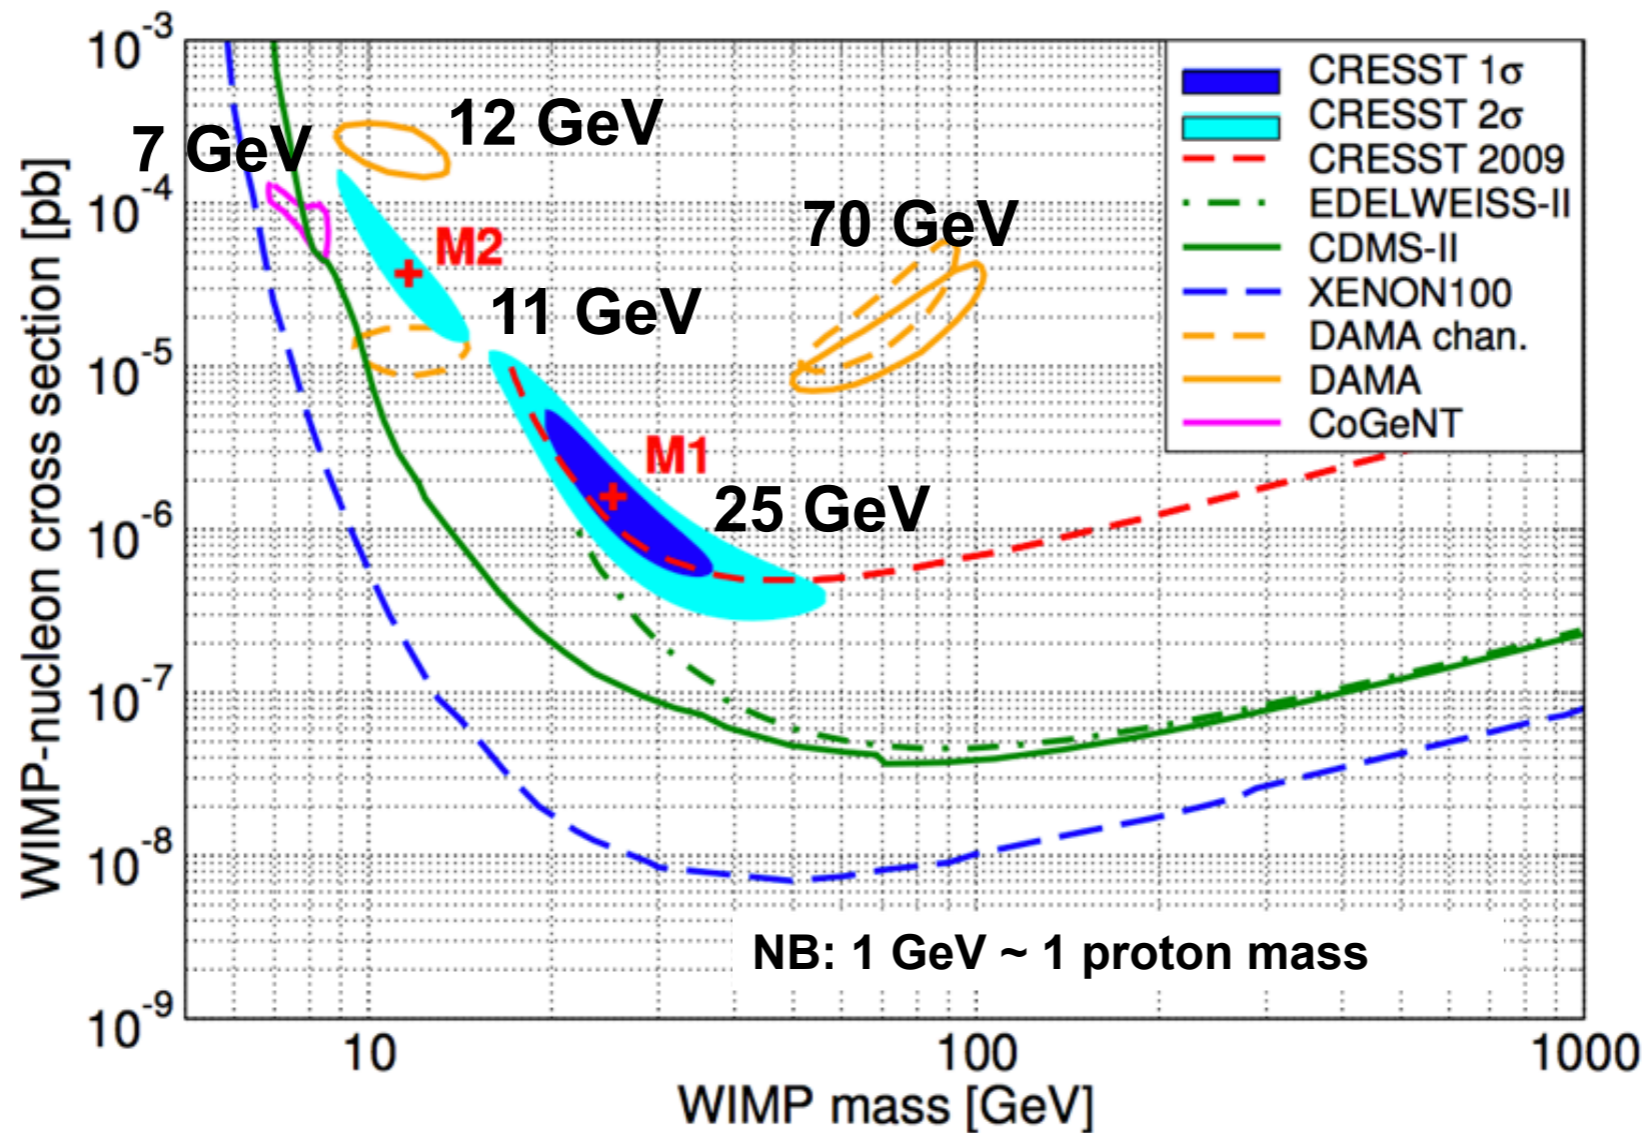 10-3
10-4
10-5
10-6
10-7
10-8
10-9
WIMP-nucleon cross section [pb]
7 GeV
12 GeV
M2
11 GeV
70 GeV
M1
25 GeV
CRESST 1σ
CRESST 2σ
CRESST 2009
EDELWEISS-II
CDMS-II
XENON100
DAMA chan.
DAMA
CoGeNT
NB: 1 GeV ~ 1 proton mass
10
100
1000
WIMP mass [GeV]